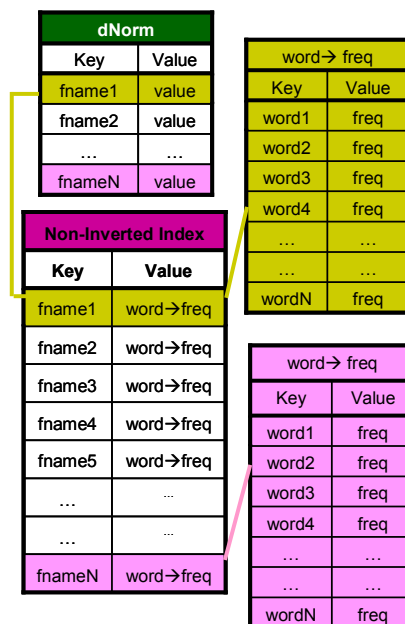 dNorm
Key Value
fname1 value
fname2 value
... ...
fnameN value
word→ freq
Key Value
word1 freq
word2 freq
word3 freq
word4 freq
... ...
... ...
wordN freq
Non-Inverted Index
Key Value
fname1 word→freq
fname2 word→freq
fname3 word→freq
fname4 word→freq
fname5 word→freq
... ...
... ...
fnameN word→freq
word→ freq
Key Value
word1 freq
word2 freq
word3 freq
word4 freq
... ...
... ...
wordN freq